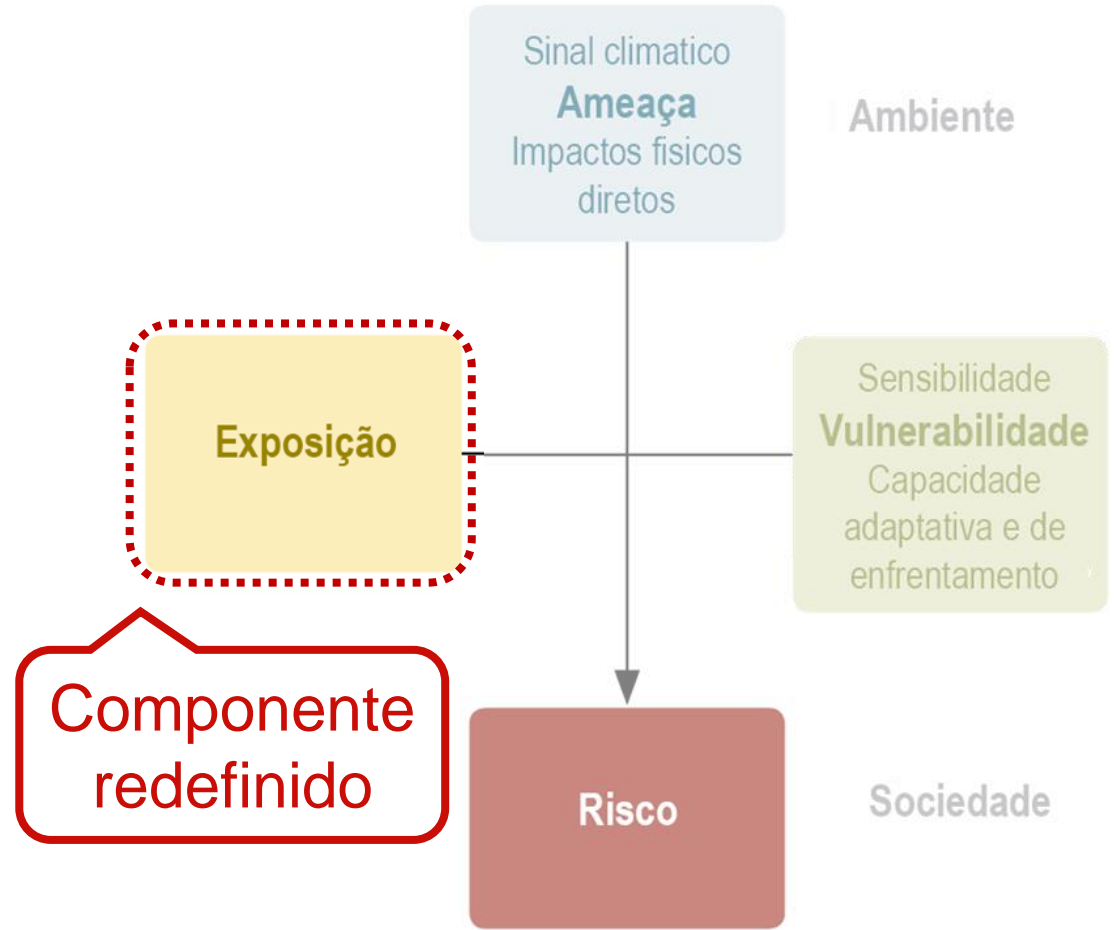 Sinal climatico
Ameaça
Impactos fisicos
diretos
Ambiente
Exposição
Sensibilidade
Vulnerabilidade
Capacidade
adaptativa e de
enfrentamento
Componente
redefinido
Risco
Sociedade